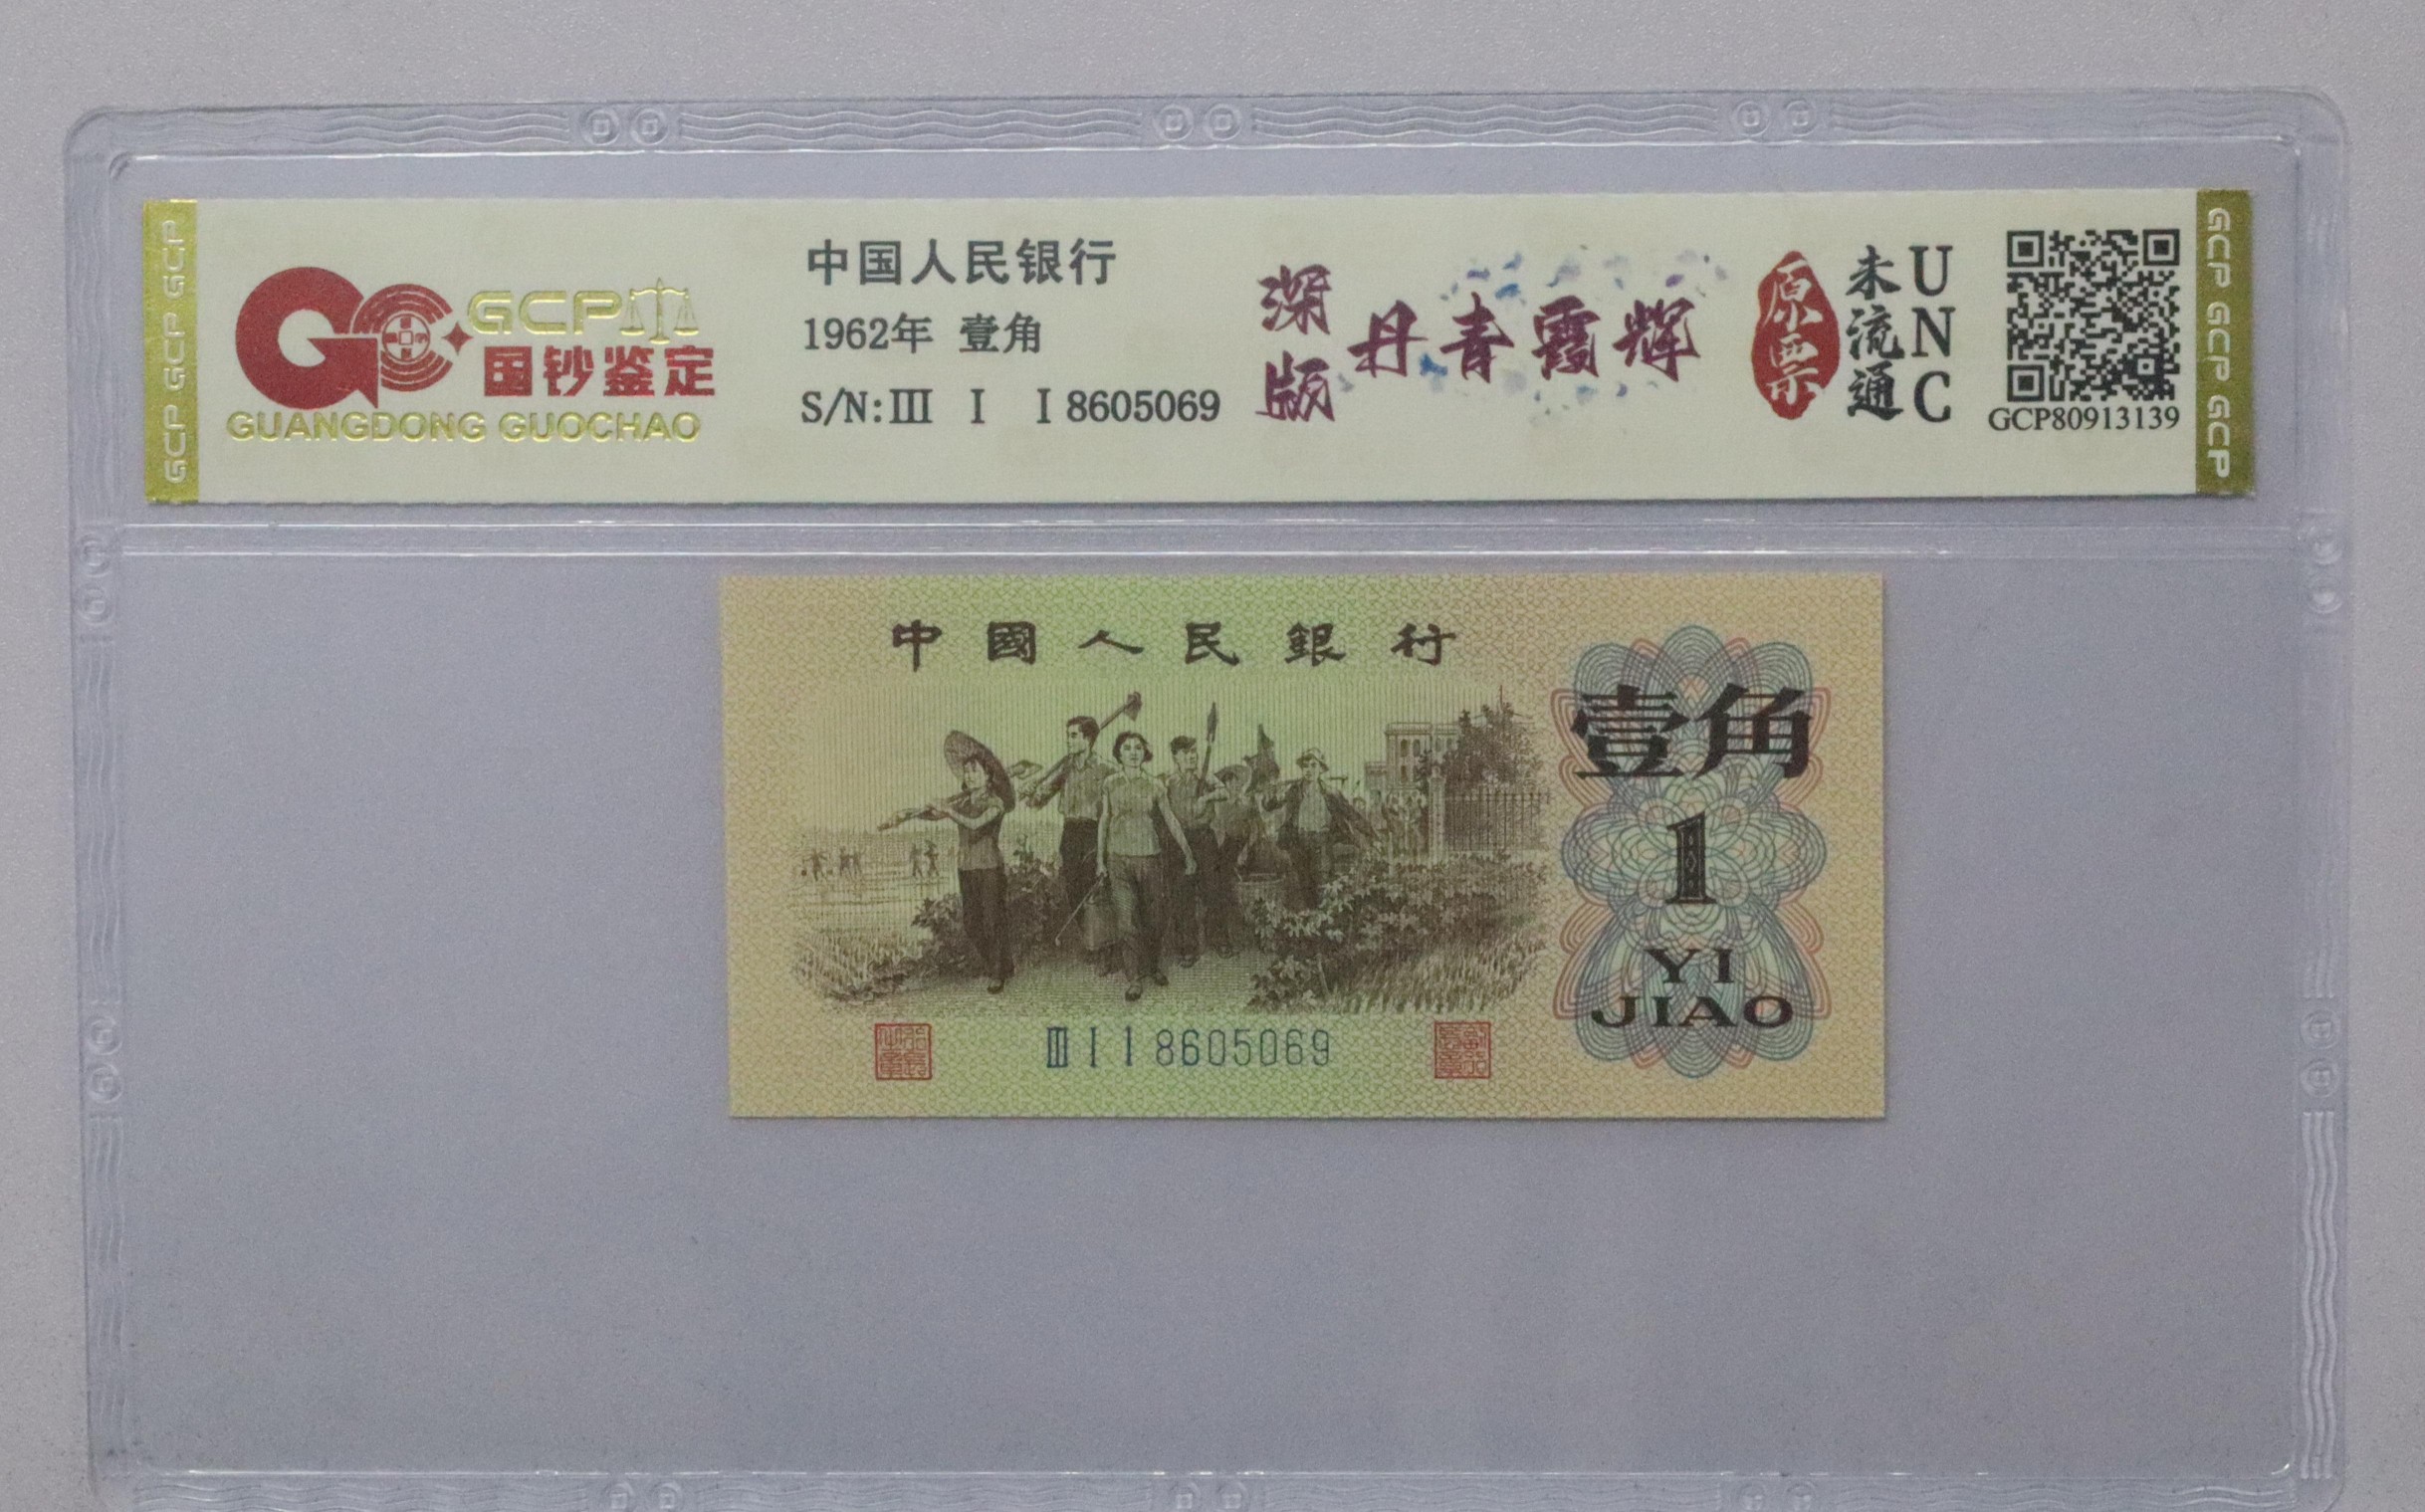 GCP GCP GCP
GCP
国钞鉴定
GUANGDONG GUOCHAO
中国人民银行
1962年 壹角
S/N:Ⅲ Ⅰ Ⅰ 8605069
深版
丹青霞辉
原票
未流通
UNC
GCP80913139
GCP GCP GCP
中國人民銀行
壹角
1
YI
JIAO
Ⅲ Ⅰ Ⅰ 8605069